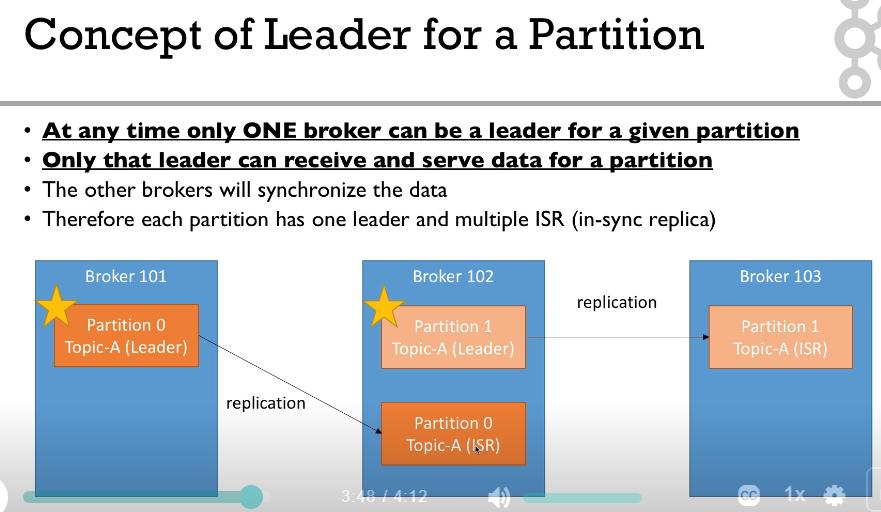 Concept of Leader for a Partition
• At any time only ONE broker can be a leader for a given partition
• Only that leader can receive and serve data for a partition
• The other brokers will synchronize the data
• Therefore each partition has one leader and multiple ISR (in-sync replica)
Broker 101
Partition 0
Topic-A (Leader)
replication
Broker 102
Partition 1
Topic-A (Leader)
Partition 0
Topic-A (ISR)
replication
Broker 103
Partition 1
Topic-A (ISR)
3:48 / 4:12
CC
1x